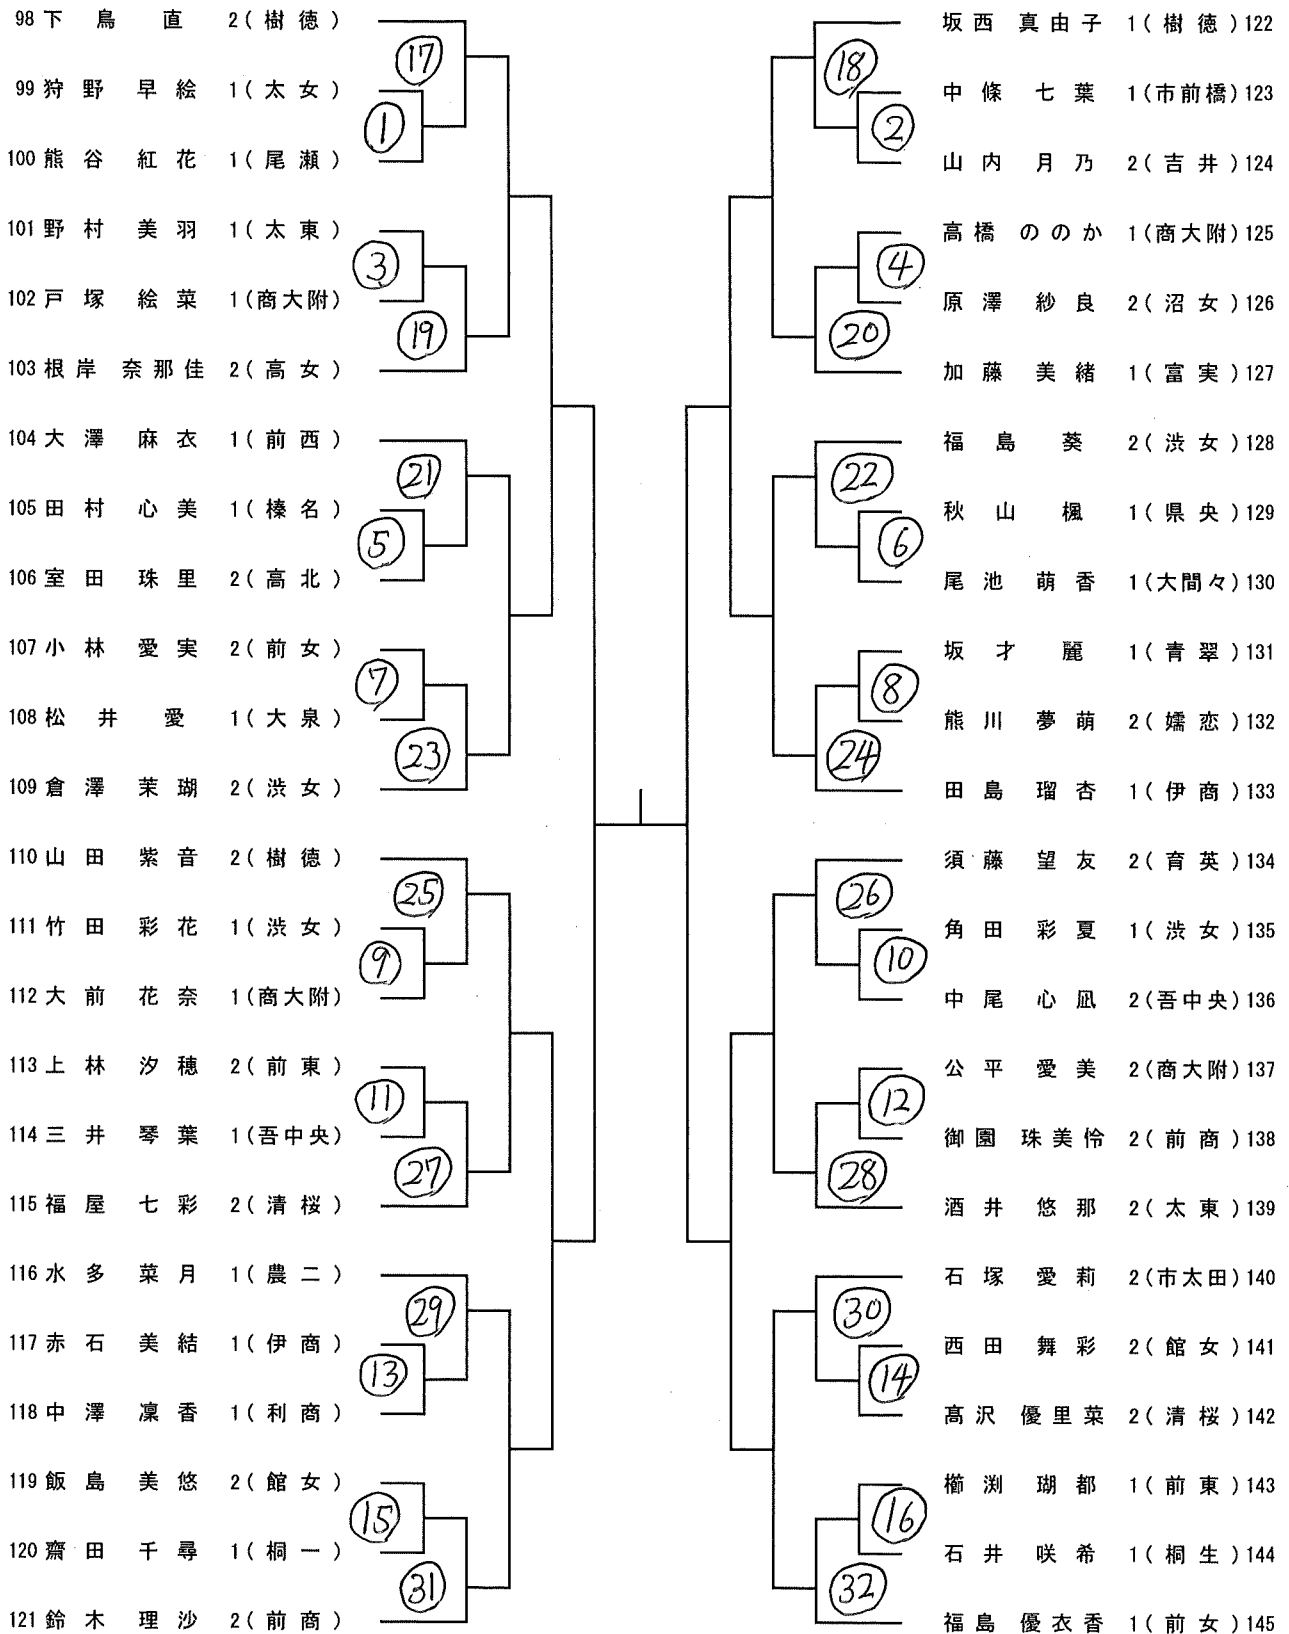 98 下鳥 直 2(樹徳)
⑰
99 狩野 早絵 1(太女)
①
100 熊谷 紅花 1(尾瀬)
101 野村 美羽 1(太東)
③
102 戸塚 絵菜 1(商大附)
⑲
103 根岸 奈那佳 2(高女)
104 大澤 麻衣 1(前西)
㉑
105 田村 心美 1(榛名)
⑤
106 室田 珠里 2(高北)
107 小林 愛実 2(前女)
⑦
108 松井 愛 1(大泉)
㉓
109 倉澤 茉瑚 2(渋女)
110 山田 紫音 2(樹徳)
㉕
111 竹田 彩花 1(渋女)
⑨
112 大前 花奈 1(商大附)
113 上林 汐穂 2(前東)
⑪
114 三井 琴葉 1(吾中央)
㉗
115 福屋 七彩 2(清桜)
116 水多 菜月 1(農二)
㉙
117 赤石 美結 1(伊商)
⑬
118 中澤 凜香 1(利商)
119 飯島 美悠 2(館女)
⑮
120 齋田 千尋 1(桐一)
㉛
121 鈴木 理沙 2(前商)
坂西 真由子 1(樹徳)122
⑱
中條 七葉 1(市前橋)123
②
山内 月乃 2(吉井)124
高橋 ののか 1(商大附)125
④
原澤 紗良 2(沼女)126
⑳
加藤 美緒 1(富実)127
福島 葵 2(渋女)128
㉒
秋山 楓 1(県央)129
⑥
尾池 萌香 1(大間々)130
坂才 麗 1(青翠)131
⑧
熊川 夢萌 2(嬬恋)132
㉔
田島 瑠杏 1(伊商)133
須藤 望友 2(育英)134
㉖
角田 彩夏 1(渋女)135
⑩
中尾 心凪 2(吾中央)136
公平 愛美 2(商大附)137
⑫
御園 珠美怜 2(前商)138
㉘
酒井 悠那 2(太東)139
石塚 愛莉 2(市太田)140
㉚
西田 舞彩 2(館女)141
⑭
髙沢 優里菜 2(清桜)142
櫛渕 瑚都 1(前東)143
⑯
石井 咲希 1(桐生)144
㉜
福島 優衣香 1(前女)145